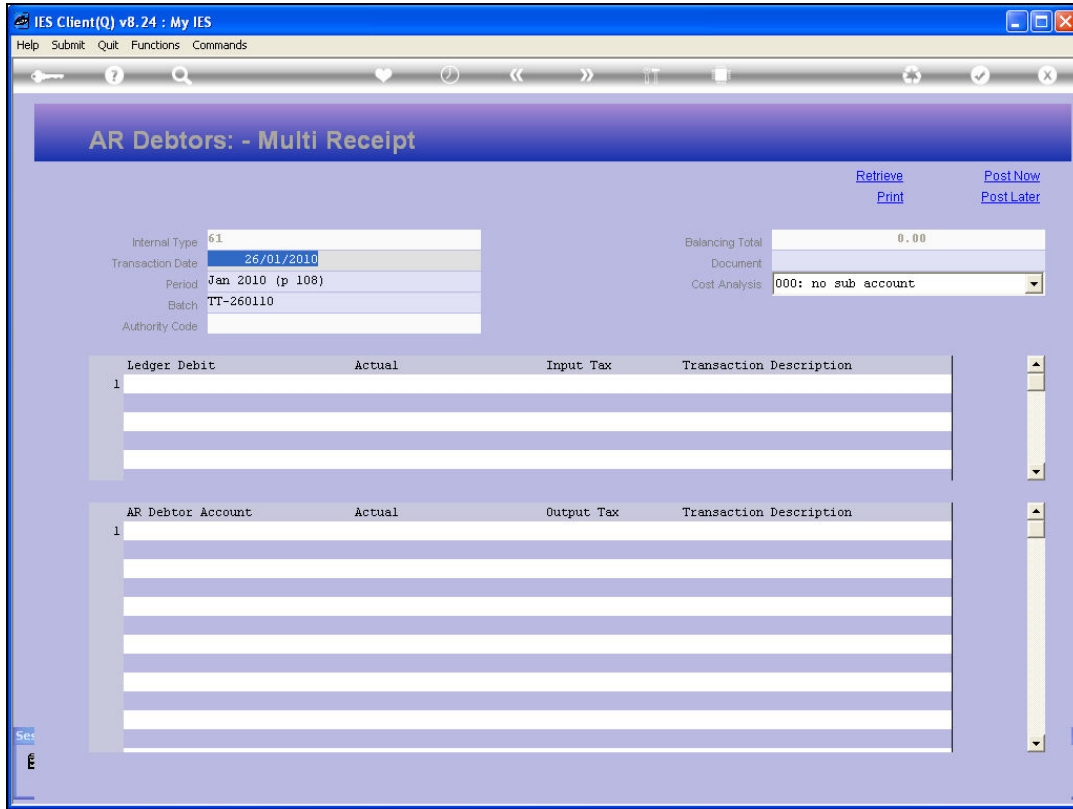 IES Client(Q) v8.24 : My IES
Help Submit Quit Functions Commands
AR Debtors: - Multi Receipt
Retrieve Post Now
Print Post Later
Internal Type 61 Balancing Total 0.00
Transaction Date 26/01/2010 Document
Period Jan 2010 (p 108) Cost Analysis 000: no sub account
Batch TT-260110
Authority Code
Ledger Debit Actual Input Tax Transaction Description
1
AR Debtor Account Actual Output Tax Transaction Description
1
Ses